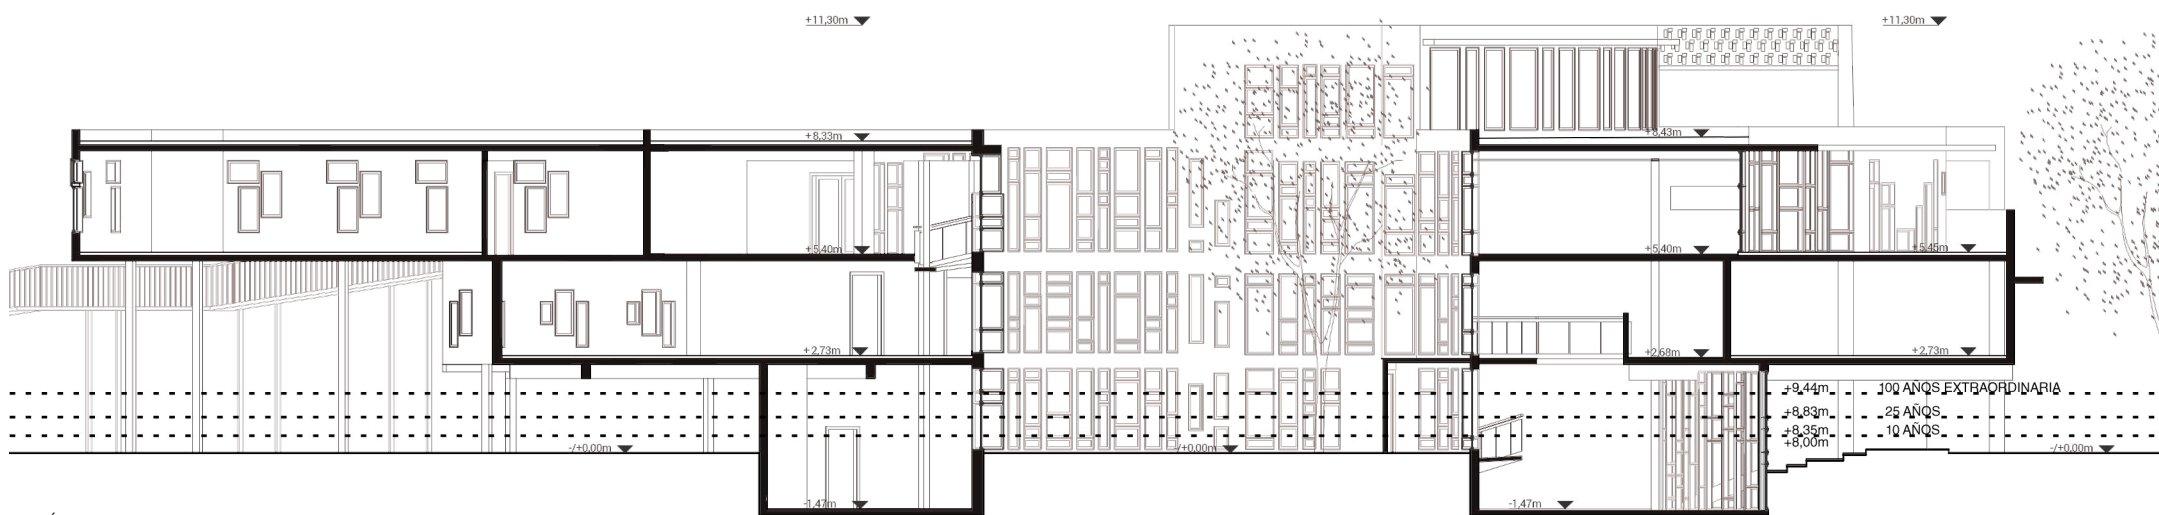 +11,30m
+11,30m
+8,33m
+8,43m
+5,40m
+5,40m
+5,45m
+2,73m
+2,68m
+2,73m
+9,44m 100 AÑOS EXTRAORDINARIA
+8,83m 25 AÑOS
+8,35m 10 AÑOS
+8,00m
-/+0,00m
-/+0,00m
-/+0,00m
-1,47m
-1,47m